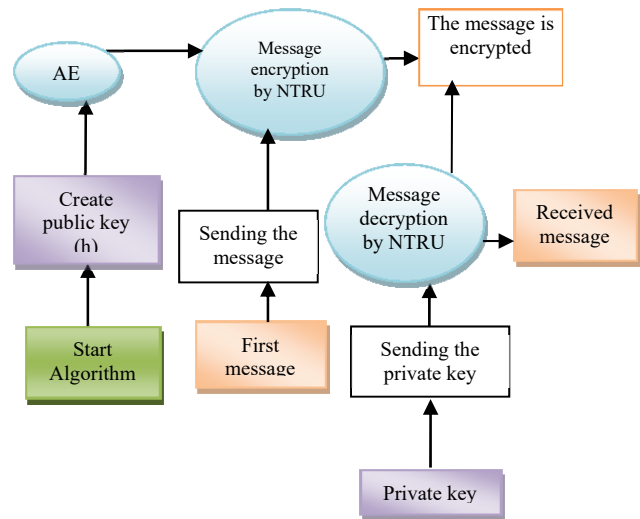 AE
Message
encryption
by NTRU
The message is
encrypted
Create
public key
(h)
Sending the
message
Message
decryption
by NTRU
Received
message
Start
Algorithm
First
message
Sending the
private key
Private key